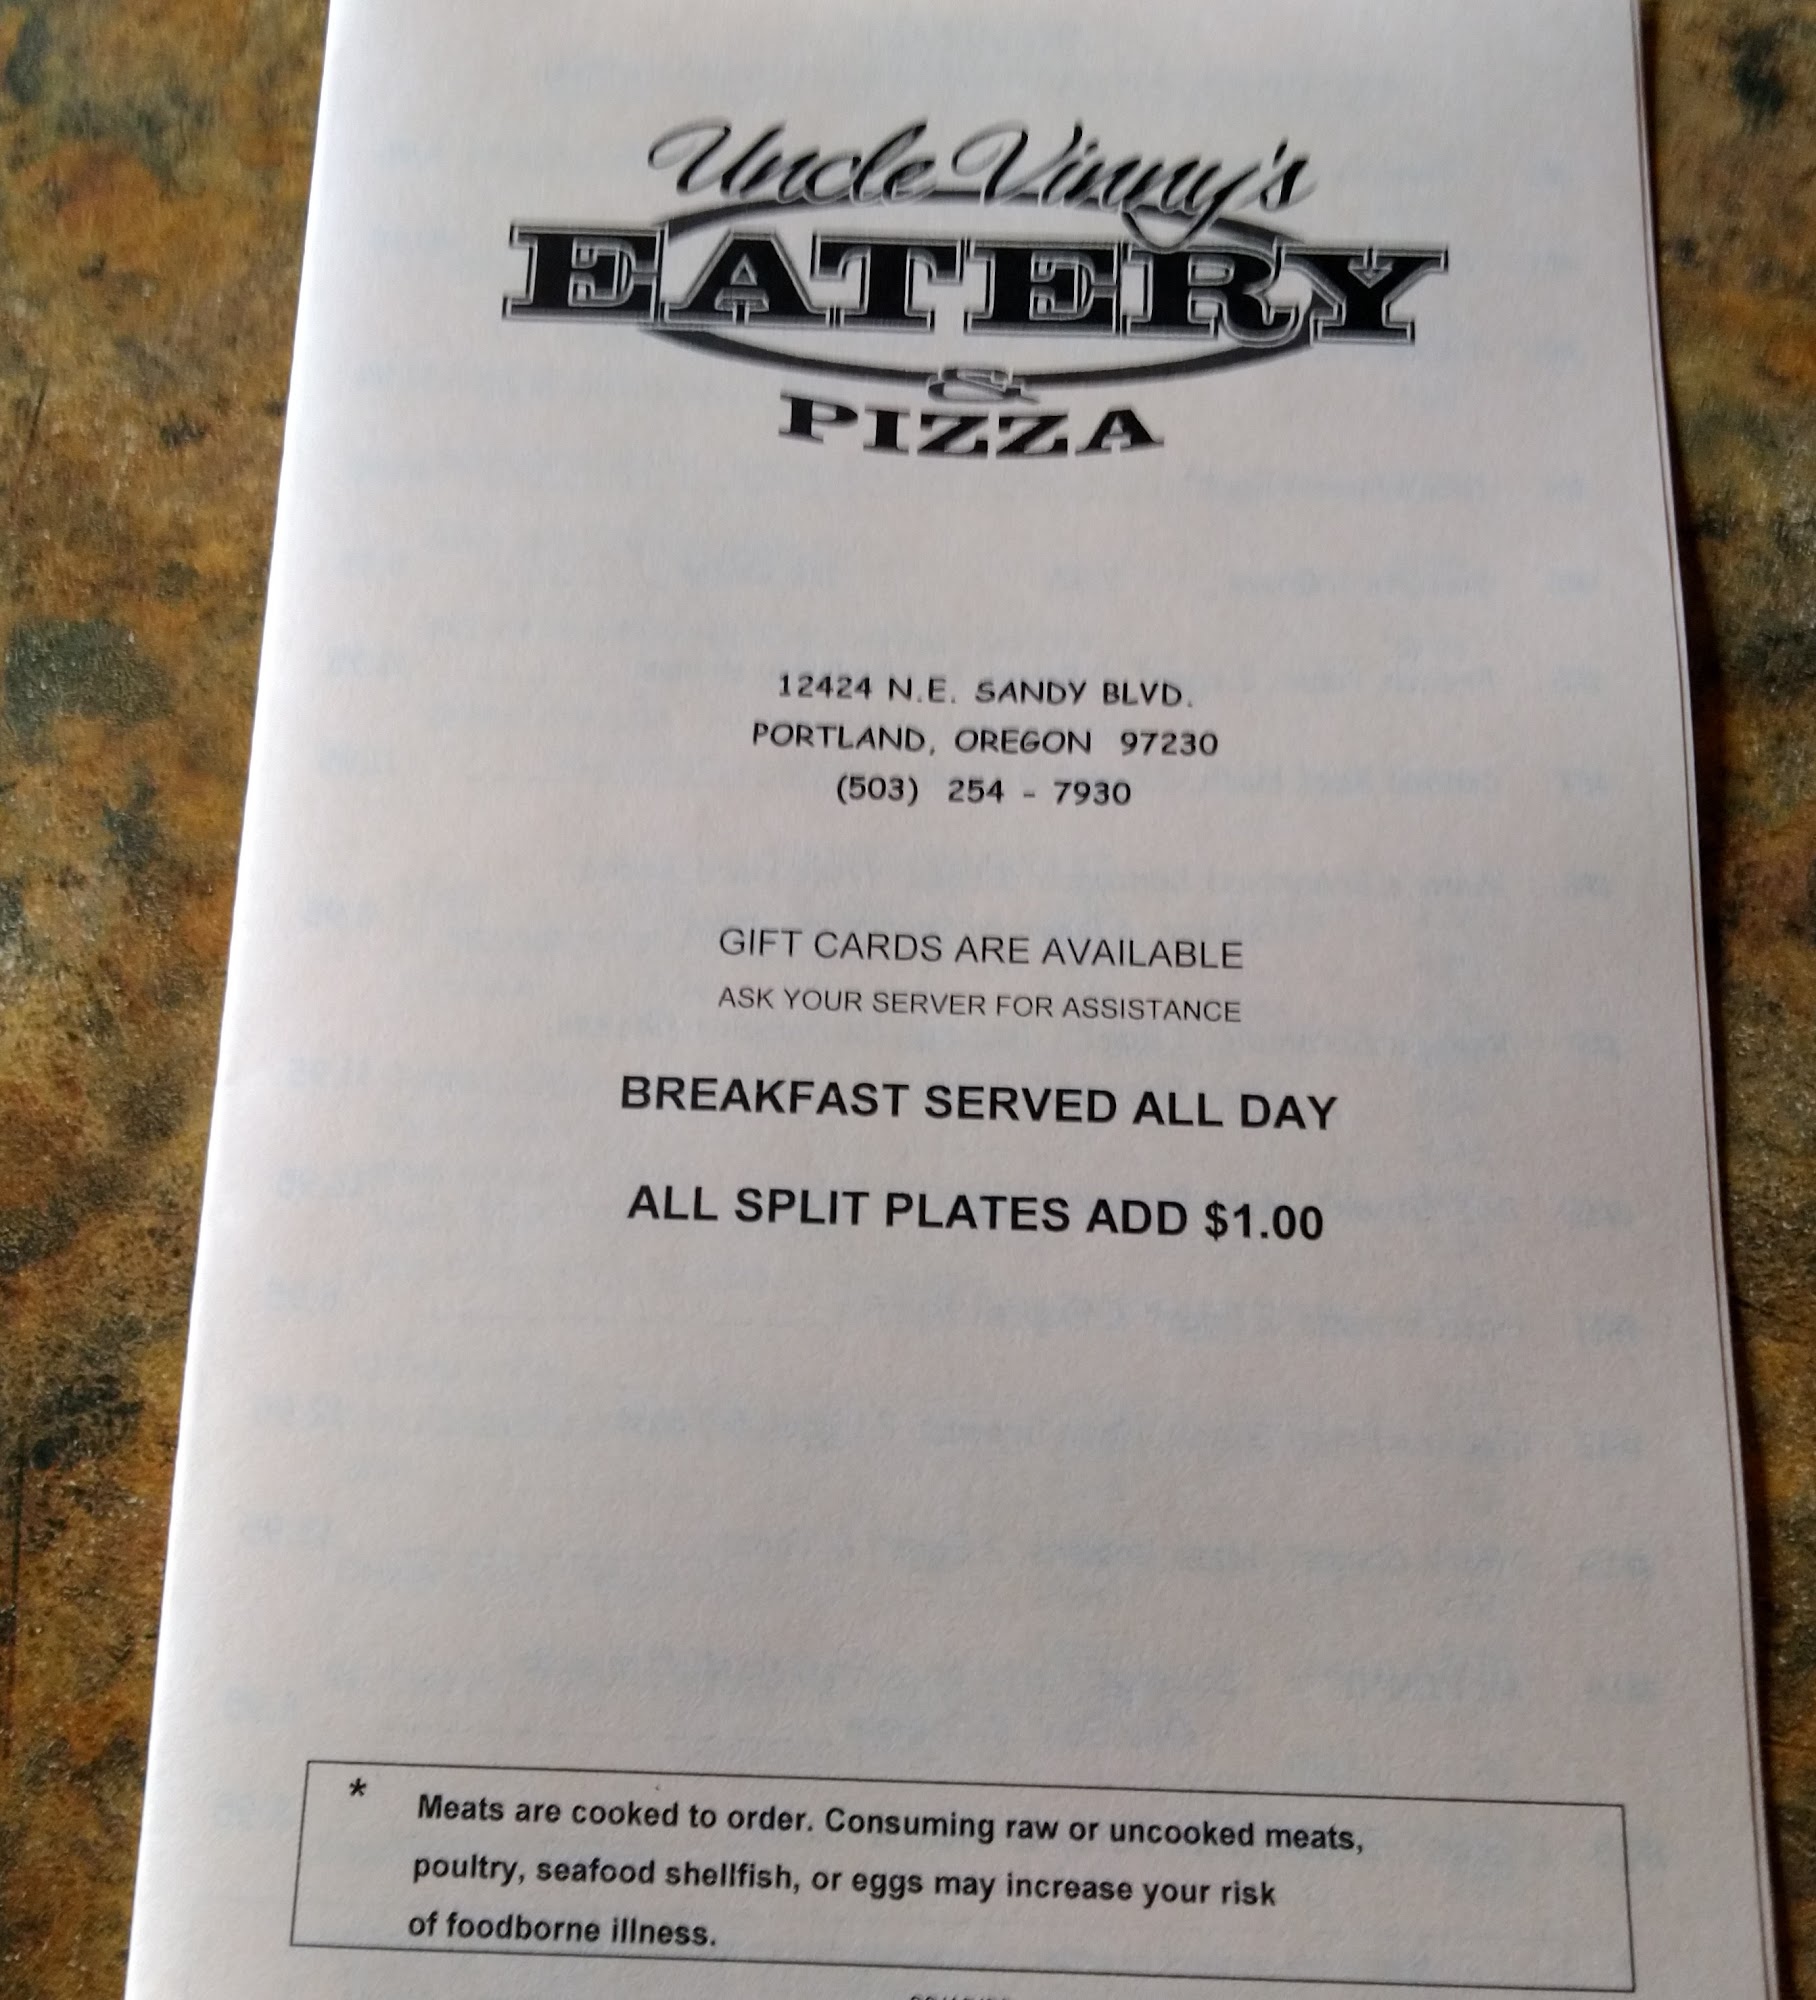 Uncle Vinny's
EATERY
&
PIZZA
12424 N.E. SANDY BLVD.
PORTLAND, OREGON 97230
(503) 254 - 7930
GIFT CARDS ARE AVAILABLE
ASK YOUR SERVER FOR ASSISTANCE
BREAKFAST SERVED ALL DAY
ALL SPLIT PLATES ADD $1.00
* Meats are cooked to order. Consuming raw or uncooked meats,
poultry, seafood shellfish, or eggs may increase your risk
of foodborne illness.